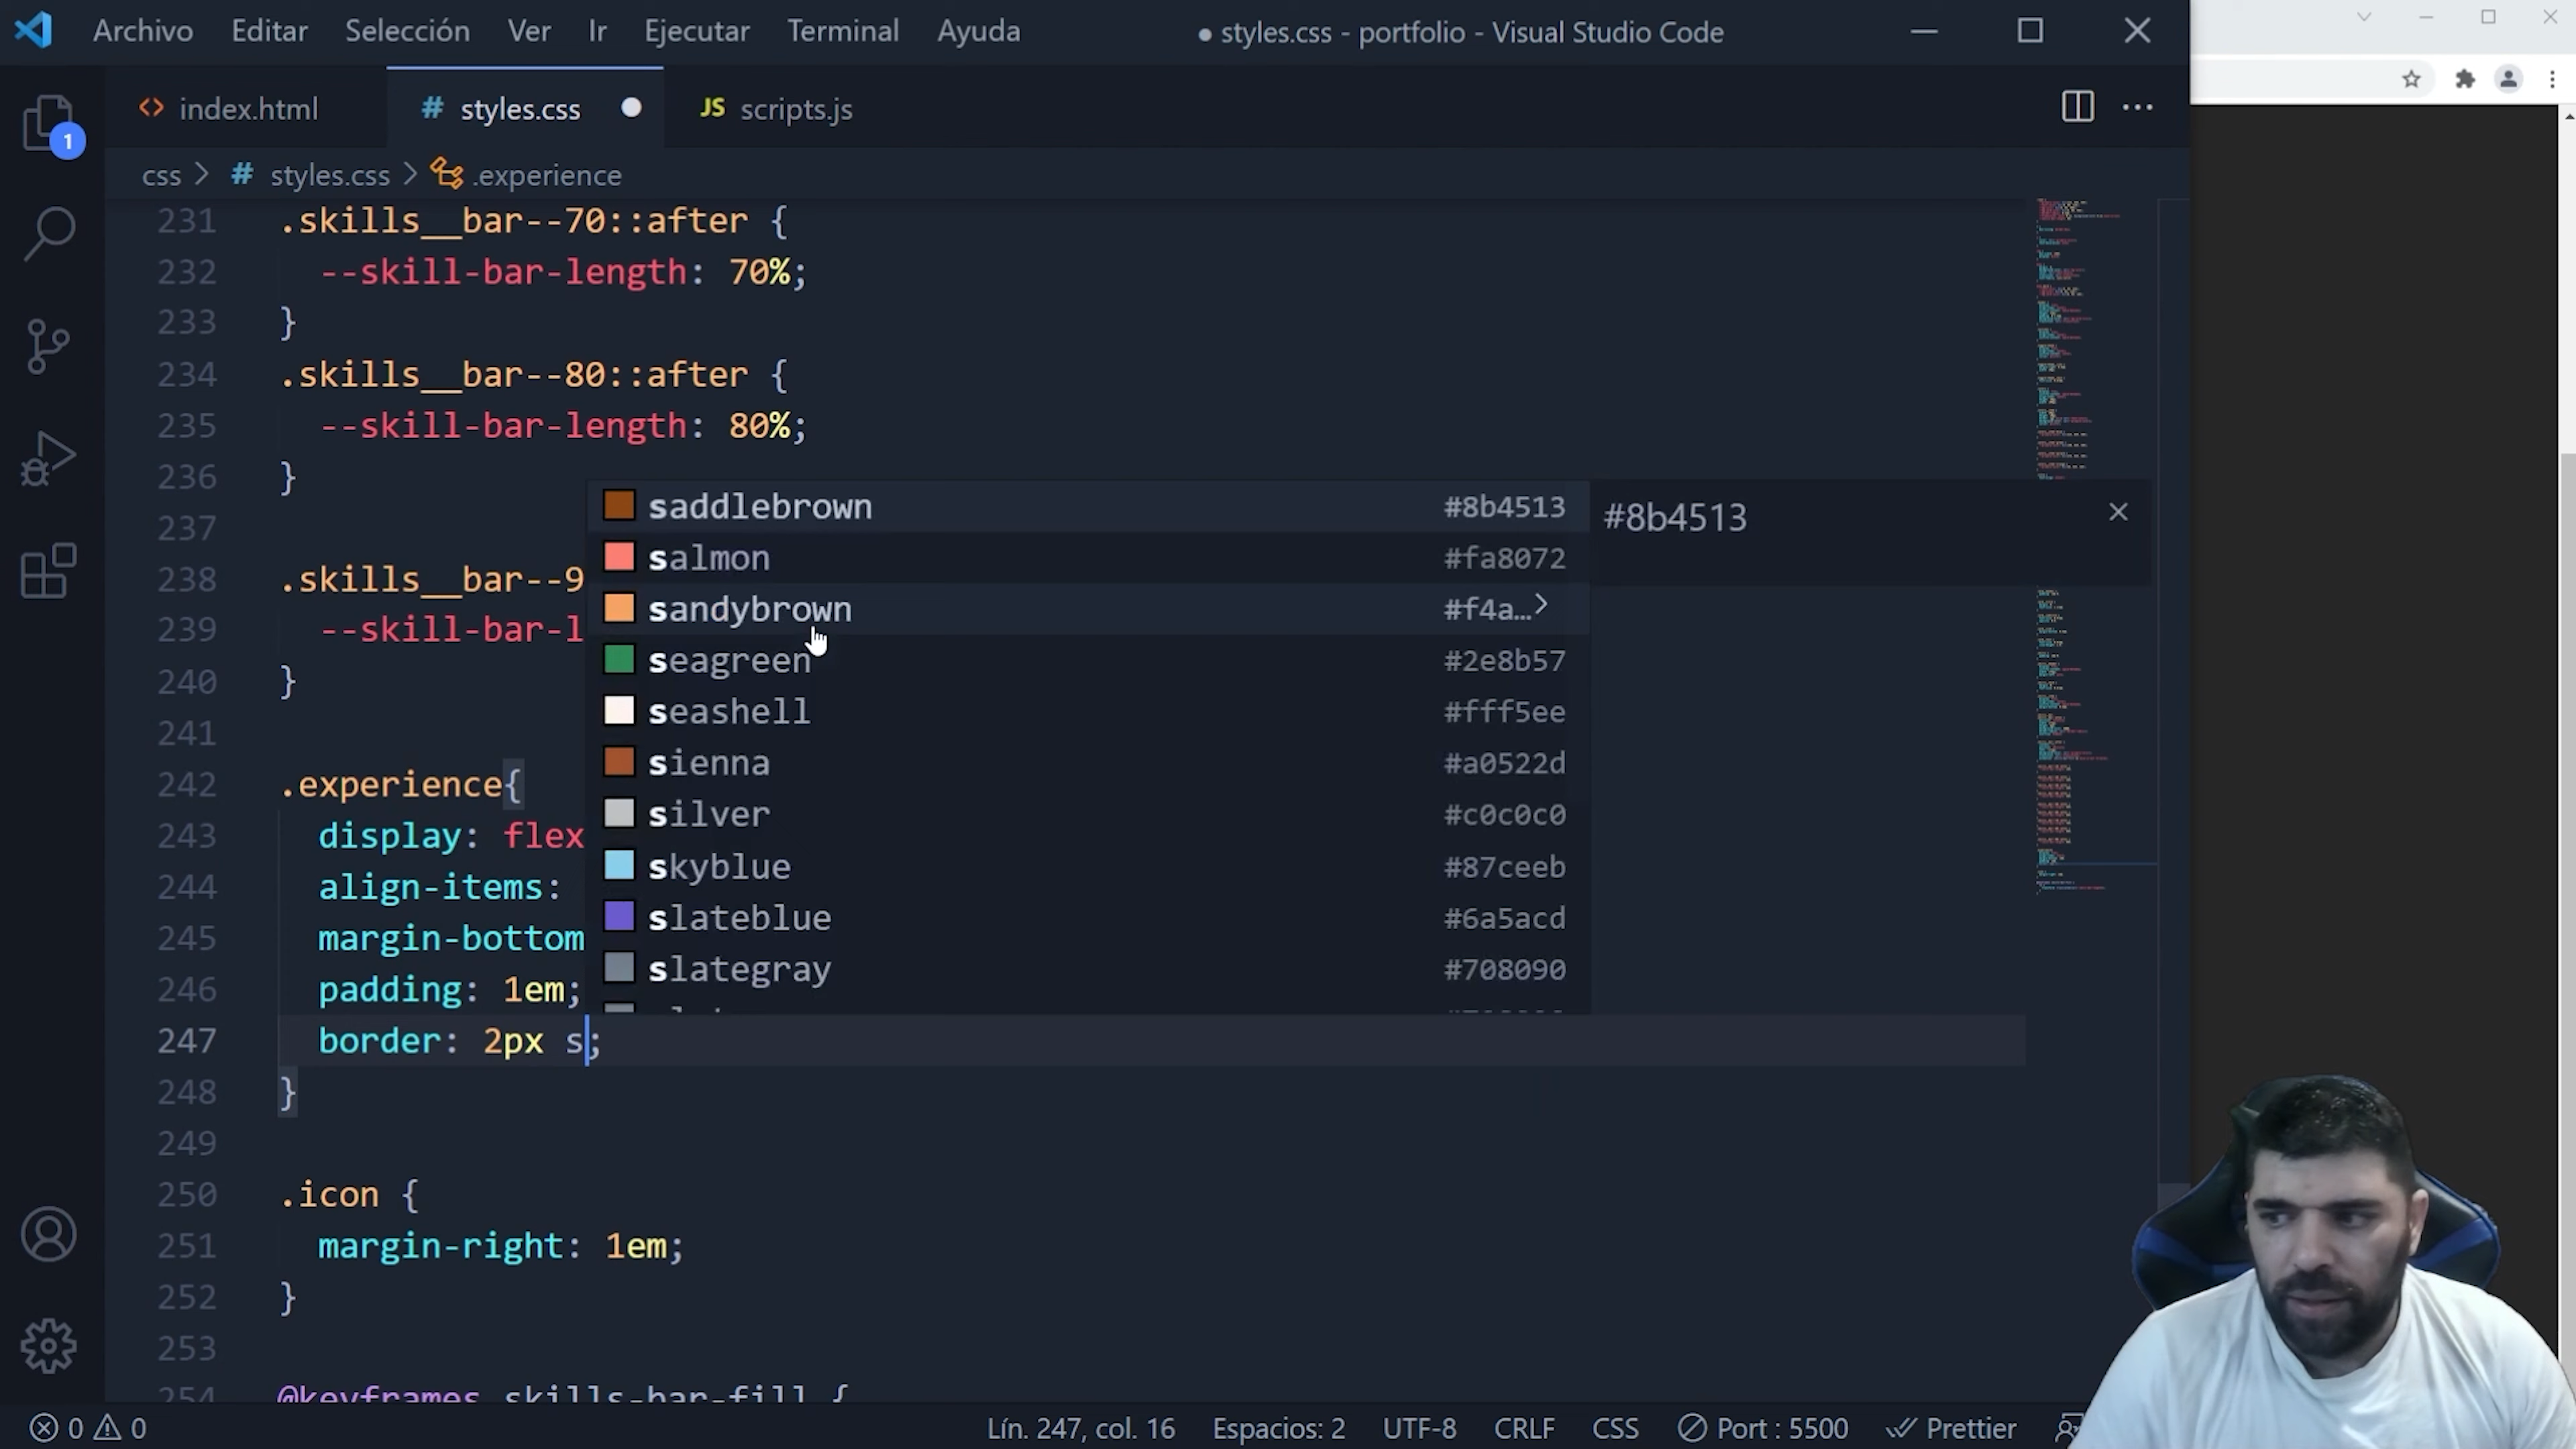 Archivo Editar Selección Ver Ir Ejecutar Terminal Ayuda ● styles.css - portfolio - Visual Studio Code
<> index.html # styles.css ● JS scripts.js
css > # styles.css > .experience
1
231 .skills__bar--70::after {
232 --skill-bar-length: 70%;
233 }
234 .skills__bar--80::after {
235 --skill-bar-length: 80%;
236 }
237
238 .skills__bar--9
239 --skill-bar-l
240 }
241
242 .experience{
243 display: flex
244 align-items:
245 margin-bottom
246 padding: 1em;
247 border: 2px s;
248 }
249
250 .icon {
251 margin-right: 1em;
252 }
253
254 @keyframes skills-bar-fill {
saddlebrown #8b4513
salmon #fa8072
sandybrown #f4a…
seagreen #2e8b57
seashell #fff5ee
sienna #a0522d
silver #c0c0c0
skyblue #87ceeb
slateblue #6a5acd
slategray #708090
#8b4513
0 0 Lín. 247, col. 16 Espacios: 2 UTF-8 CRLF CSS Port : 5500 Prettier